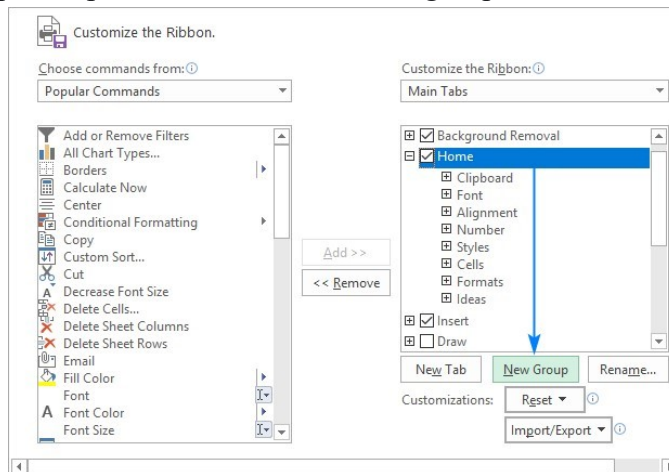 Customize the Ribbon.
Choose commands from:
Popular Commands
Add or Remove Filters
All Chart Types...
Borders
Calculate Now
Center
Conditional Formatting
Copy
Custom Sort...
Cut
Decrease Font Size
Delete Cells...
Delete Sheet Columns
Delete Sheet Rows
Email
Fill Color
Font
Font Color
Font Size
Add >>
<< Remove
Customize the Ribbon:
Main Tabs
Background Removal
Home
Clipboard
Font
Alignment
Number
Styles
Cells
Formats
Ideas
Insert
Draw
New Tab
New Group
Rename...
Customizations:
Reset
Import/Export